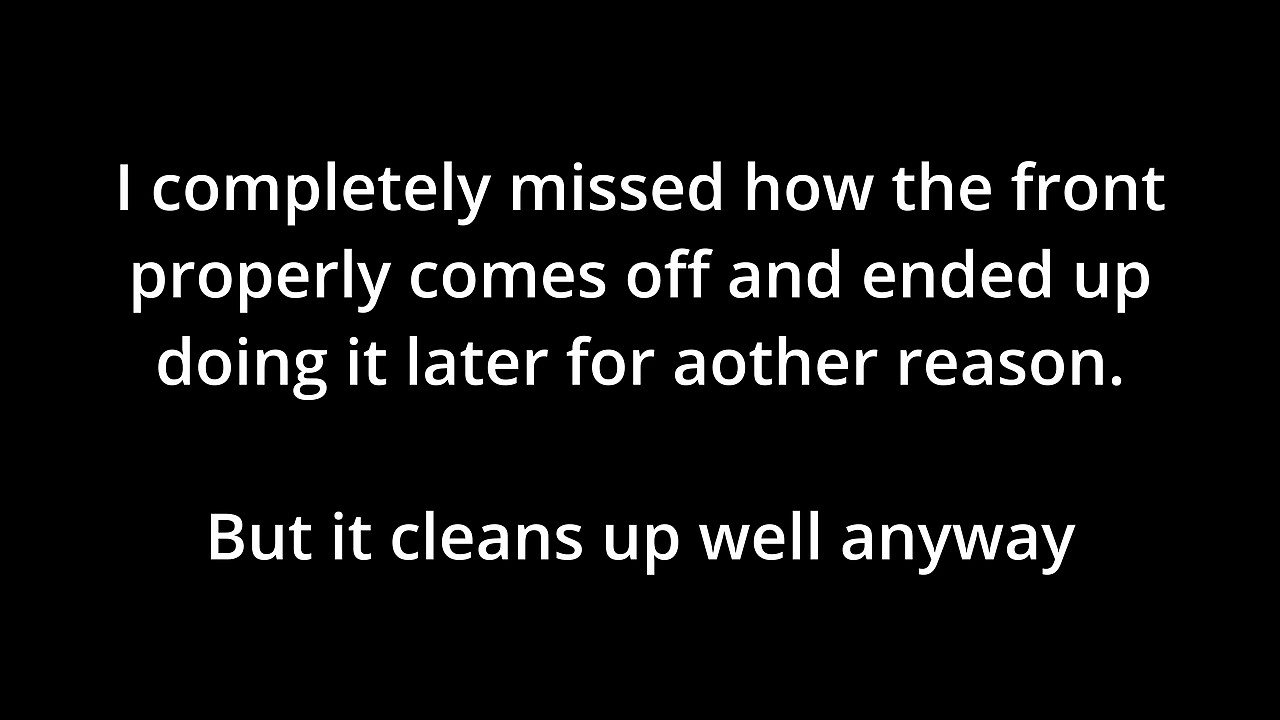 I completely missed how the front
properly comes off and ended up
doing it later for aother reason.
But it cleans up well anyway